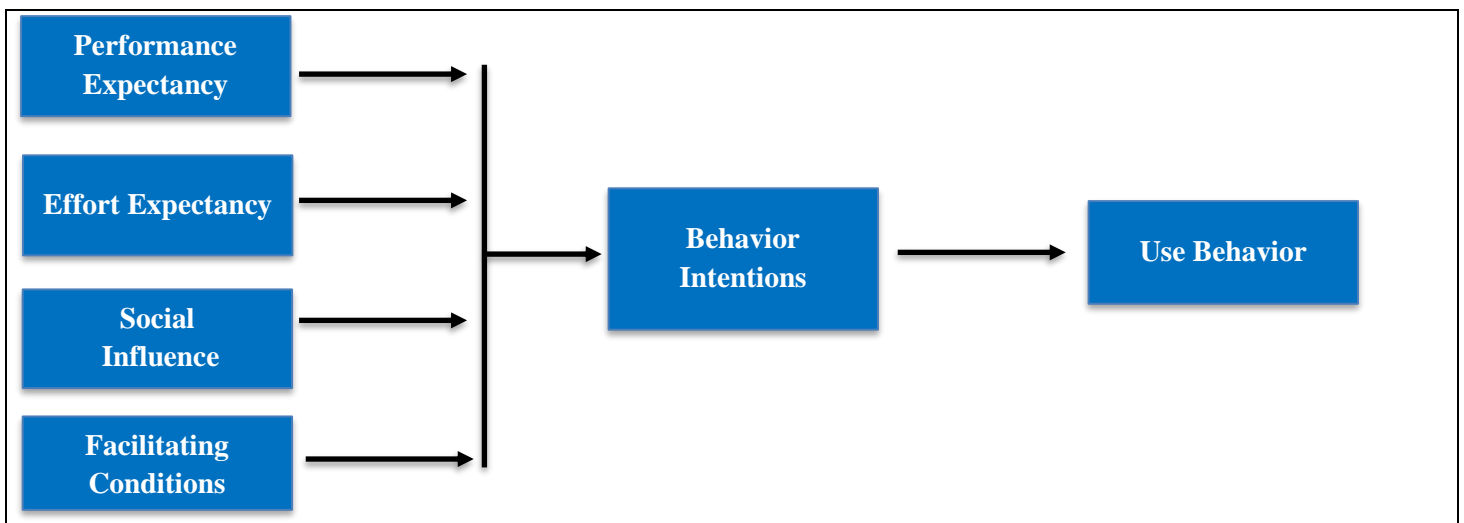 Performance
Expectancy
Effort Expectancy
Social
Influence
Facilitating
Conditions
Behavior
Intentions
Use Behavior